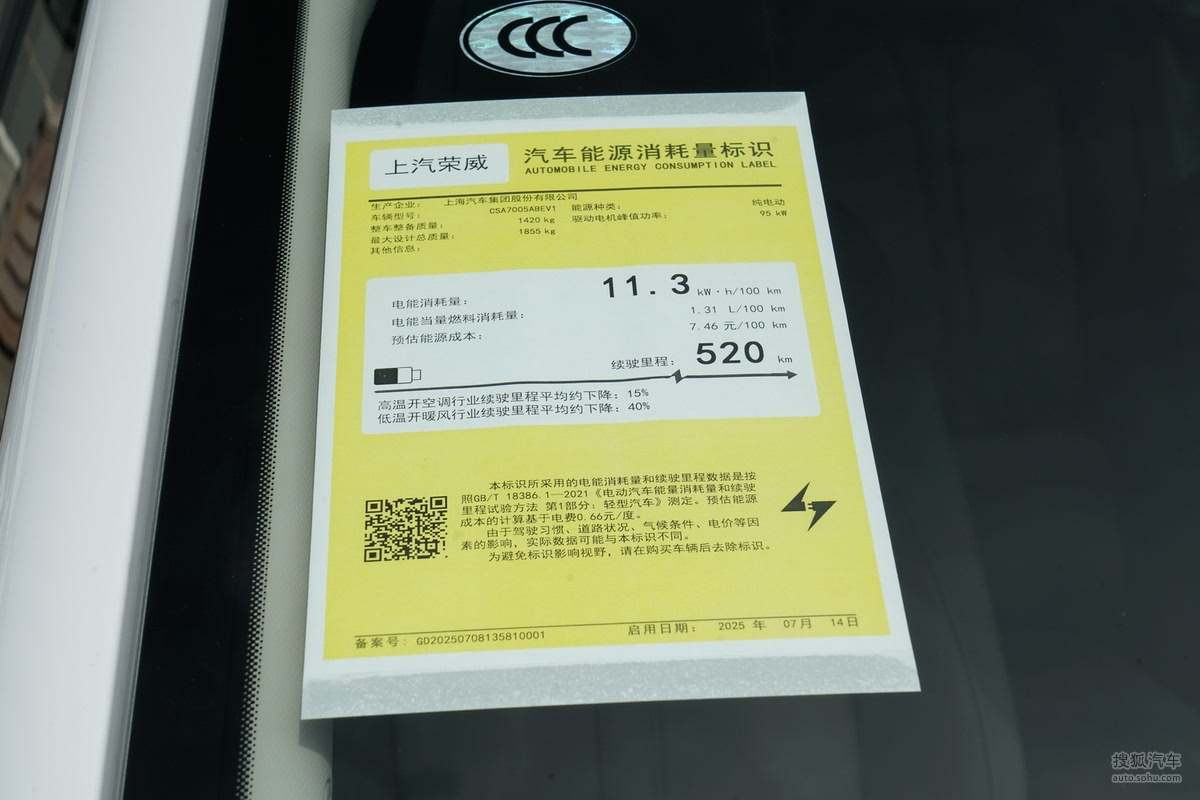 CCC
上汽荣威
汽车能源消耗量标识
AUTOMOBILE ENERGY CONSUMPTION LABEL
生产企业： 上海汽车集团股份有限公司
车辆型号： CSA7005ABEV1 能源种类： 纯电动
整车整备质量： 1420 kg 驱动电机峰值功率： 95 kW
最大设计总质量： 1855 kg
其他信息：
电能消耗量： 11.3 kW·h/100 km
电能当量燃料消耗量： 1.31 L/100 km
预估能源成本： 7.46 元/100 km
续驶里程： 520 km
高温开空调行业续驶里程平均约下降： 15%
低温开暖风行业续驶里程平均约下降： 40%
本标识所采用的电能消耗量和续驶里程数据是按
照GB/T 18386.1—2021《电动汽车能量消耗量和续驶
里程试验方法 第1部分：轻型汽车》测定。预估能源
成本的计算基于电费0.66元/度。
由于驾驶习惯、道路状况、气候条件、电价等因
素的影响，实际数据可能与本标识不同。
为避免标识影响视野，请在购买车辆后去除标识。
备案号： GD20250708135810001 启用日期： 2025 年 07月 14日
搜狐汽车
auto.sohu.com